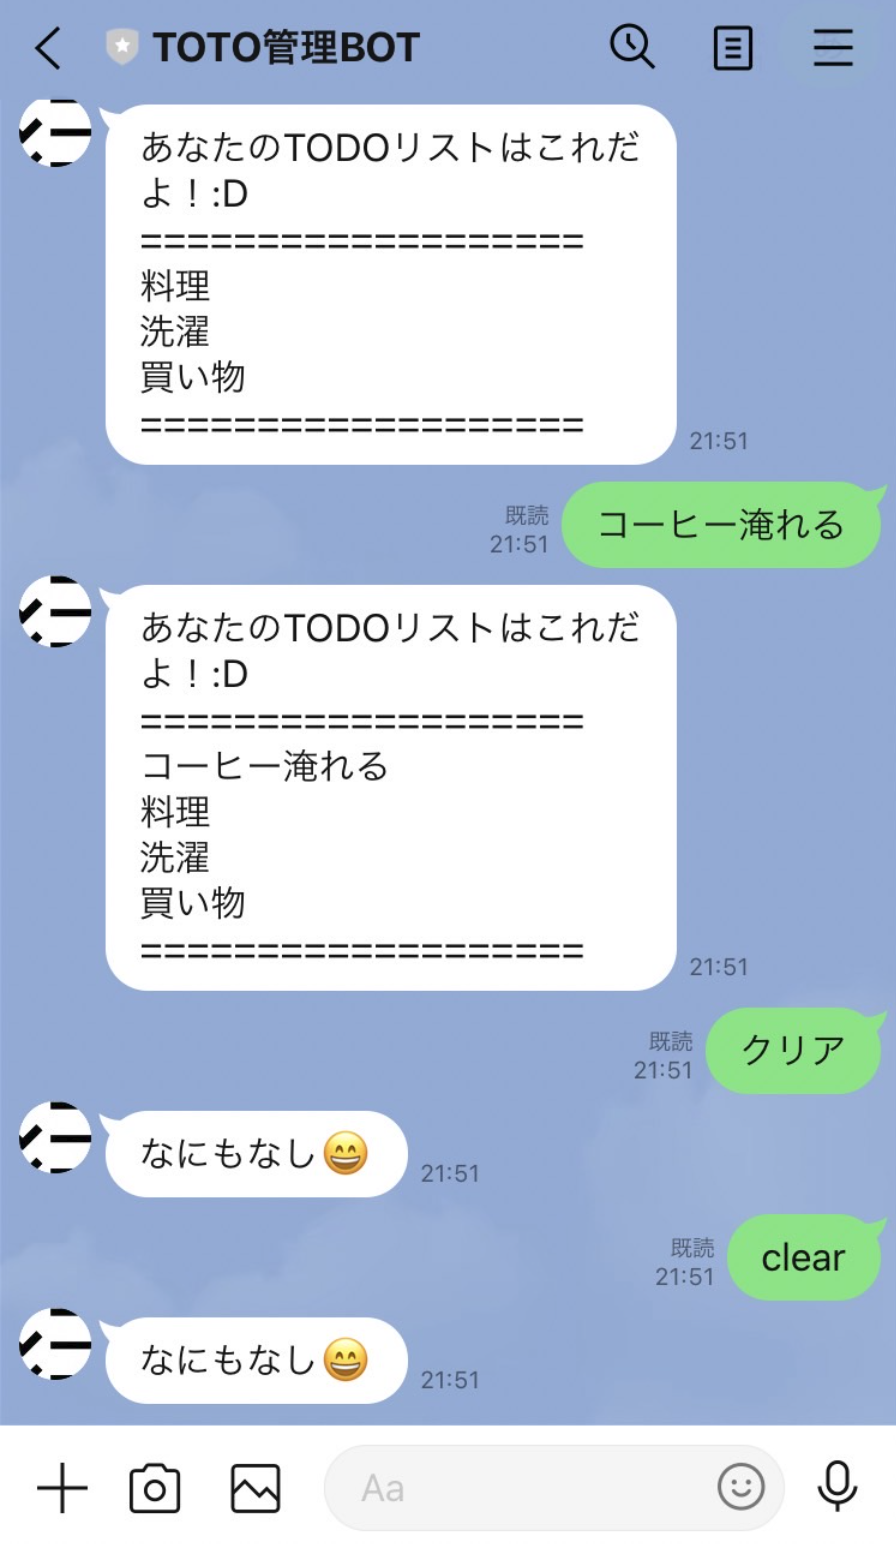 TOTO管理BOT
あなたのTODOリストはこれだ
よ！:D
===================
料理
洗濯
買い物
===================
21:51
既読
21:51
コーヒー淹れる
あなたのTODOリストはこれだ
よ！:D
===================
コーヒー淹れる
料理
洗濯
買い物
===================
21:51
既読
21:51
クリア
なにもなし😄
21:51
既読
21:51
clear
なにもなし😄
21:51
Aa